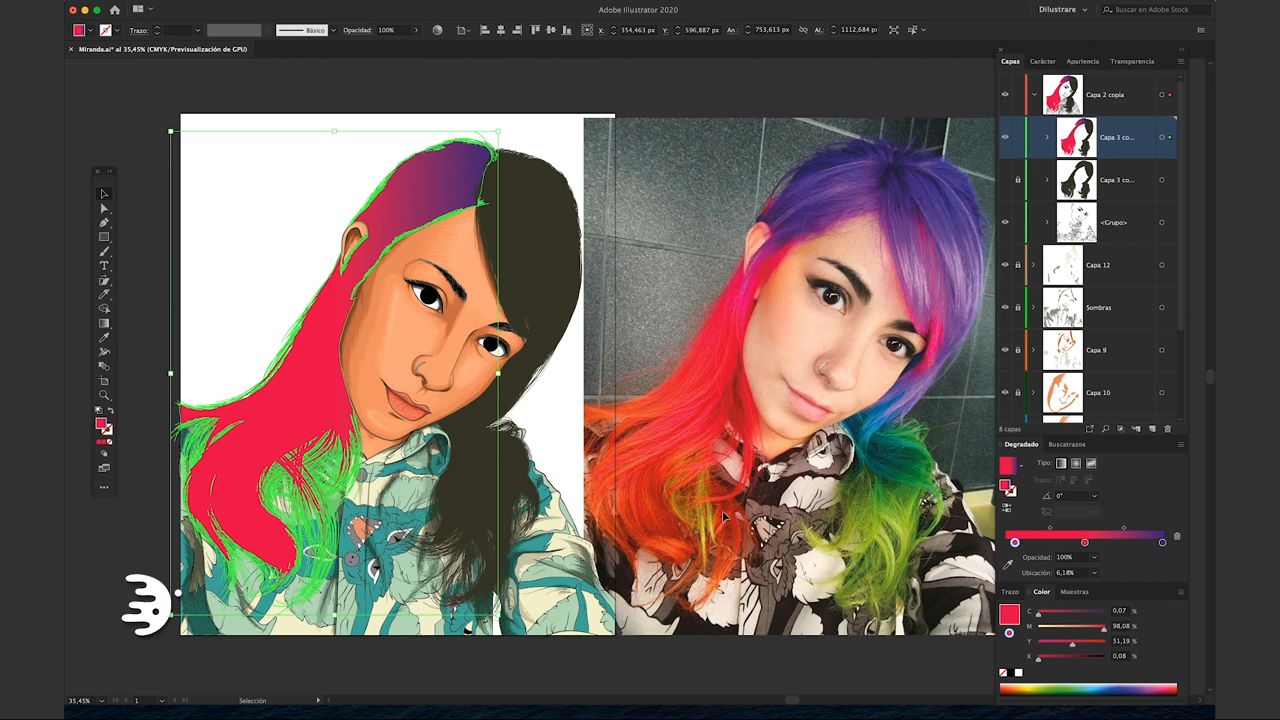 Adobe Illustrator 2020
Dilustrare
Buscar en Adobe Stock
Trazo:
Básico
Opacidad: 100%
X: 354,463 px
Y: 596,887 px
An.: 753,613 px
AL.: 1112,684 p
Miranda.ai* al 35,45% (CMYK/Previsualización de GPU)
Capas
Carácter
Apariencia
Transparencia
Capa 2 copia
Capa 3 co...
Capa 3 co...
<Grupo>
Capa 12
Sombras
Capa 9
Capa 10
8 capas
Degradado
Buscatrazos
Tipo:
Trazo:
0°
Opacidad: 100%
Ubicación: 6,18%
Trazo
Color
Muestras
C 0,07 %
M 98,08 %
Y 51,19 %
K 0,08 %
35,45%
1
Selección